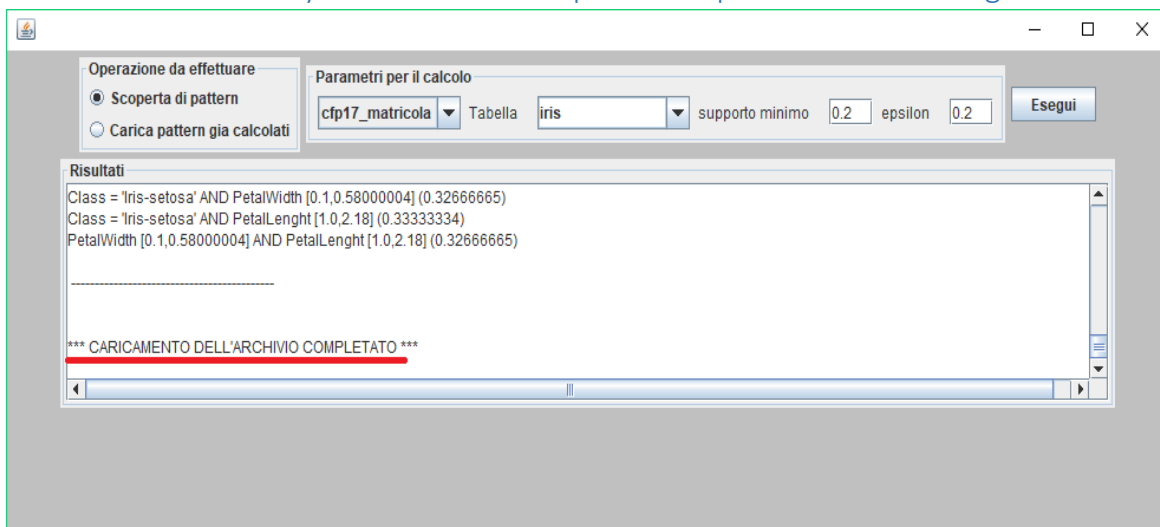 Operazione da effettuare
Scoperta di pattern
Carica pattern gia calcolati
Parametri per il calcolo
cfp17_matricola Tabella iris supporto minimo 0.2 epsilon 0.2
Esegui
Risultati
Class = 'Iris-setosa' AND PetalWidth [0.1,0.58000004] (0.32666665)
Class = 'Iris-setosa' AND PetalLenght [1.0,2.18] (0.33333334)
PetalWidth [0.1,0.58000004] AND PetalLenght [1.0,2.18] (0.32666665)
--------------------------------------------
*** CARICAMENTO DELL'ARCHIVIO COMPLETATO ***